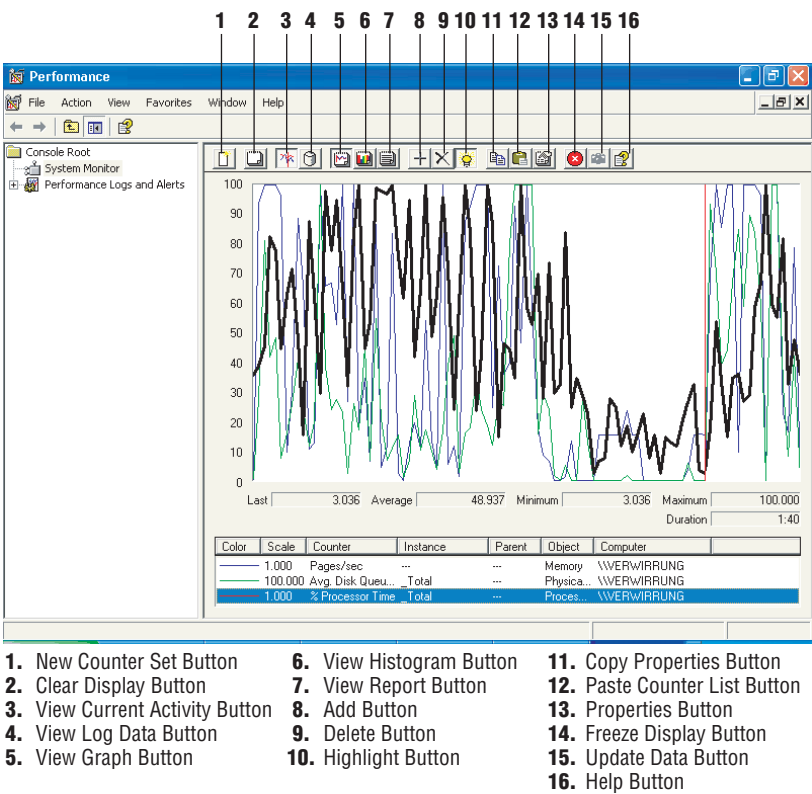 1 2 3 4 5 6 7 8 9 10 11 12 13 14 15 16
Performance
File Action View Favorites Window Help
Console Root
System Monitor
Performance Logs and Alerts
100
90
80
70
60
50
40
30
20
10
0
Last 3.036 Average 48.937 Minimum 3.036 Maximum 100.000
Duration 1:40
Color Scale Counter Instance Parent Object Computer
1.000 Pages/sec --- --- Memory \\VERWIRRUNG
100.000 Avg. Disk Queu... _Total --- Physica... \\VERWIRRUNG
1.000 % Processor Time _Total --- Proces... \\VERWIRRUNG
1. New Counter Set Button
2. Clear Display Button
3. View Current Activity Button
4. View Log Data Button
5. View Graph Button
6. View Histogram Button
7. View Report Button
8. Add Button
9. Delete Button
10. Highlight Button
11. Copy Properties Button
12. Paste Counter List Button
13. Properties Button
14. Freeze Display Button
15. Update Data Button
16. Help Button